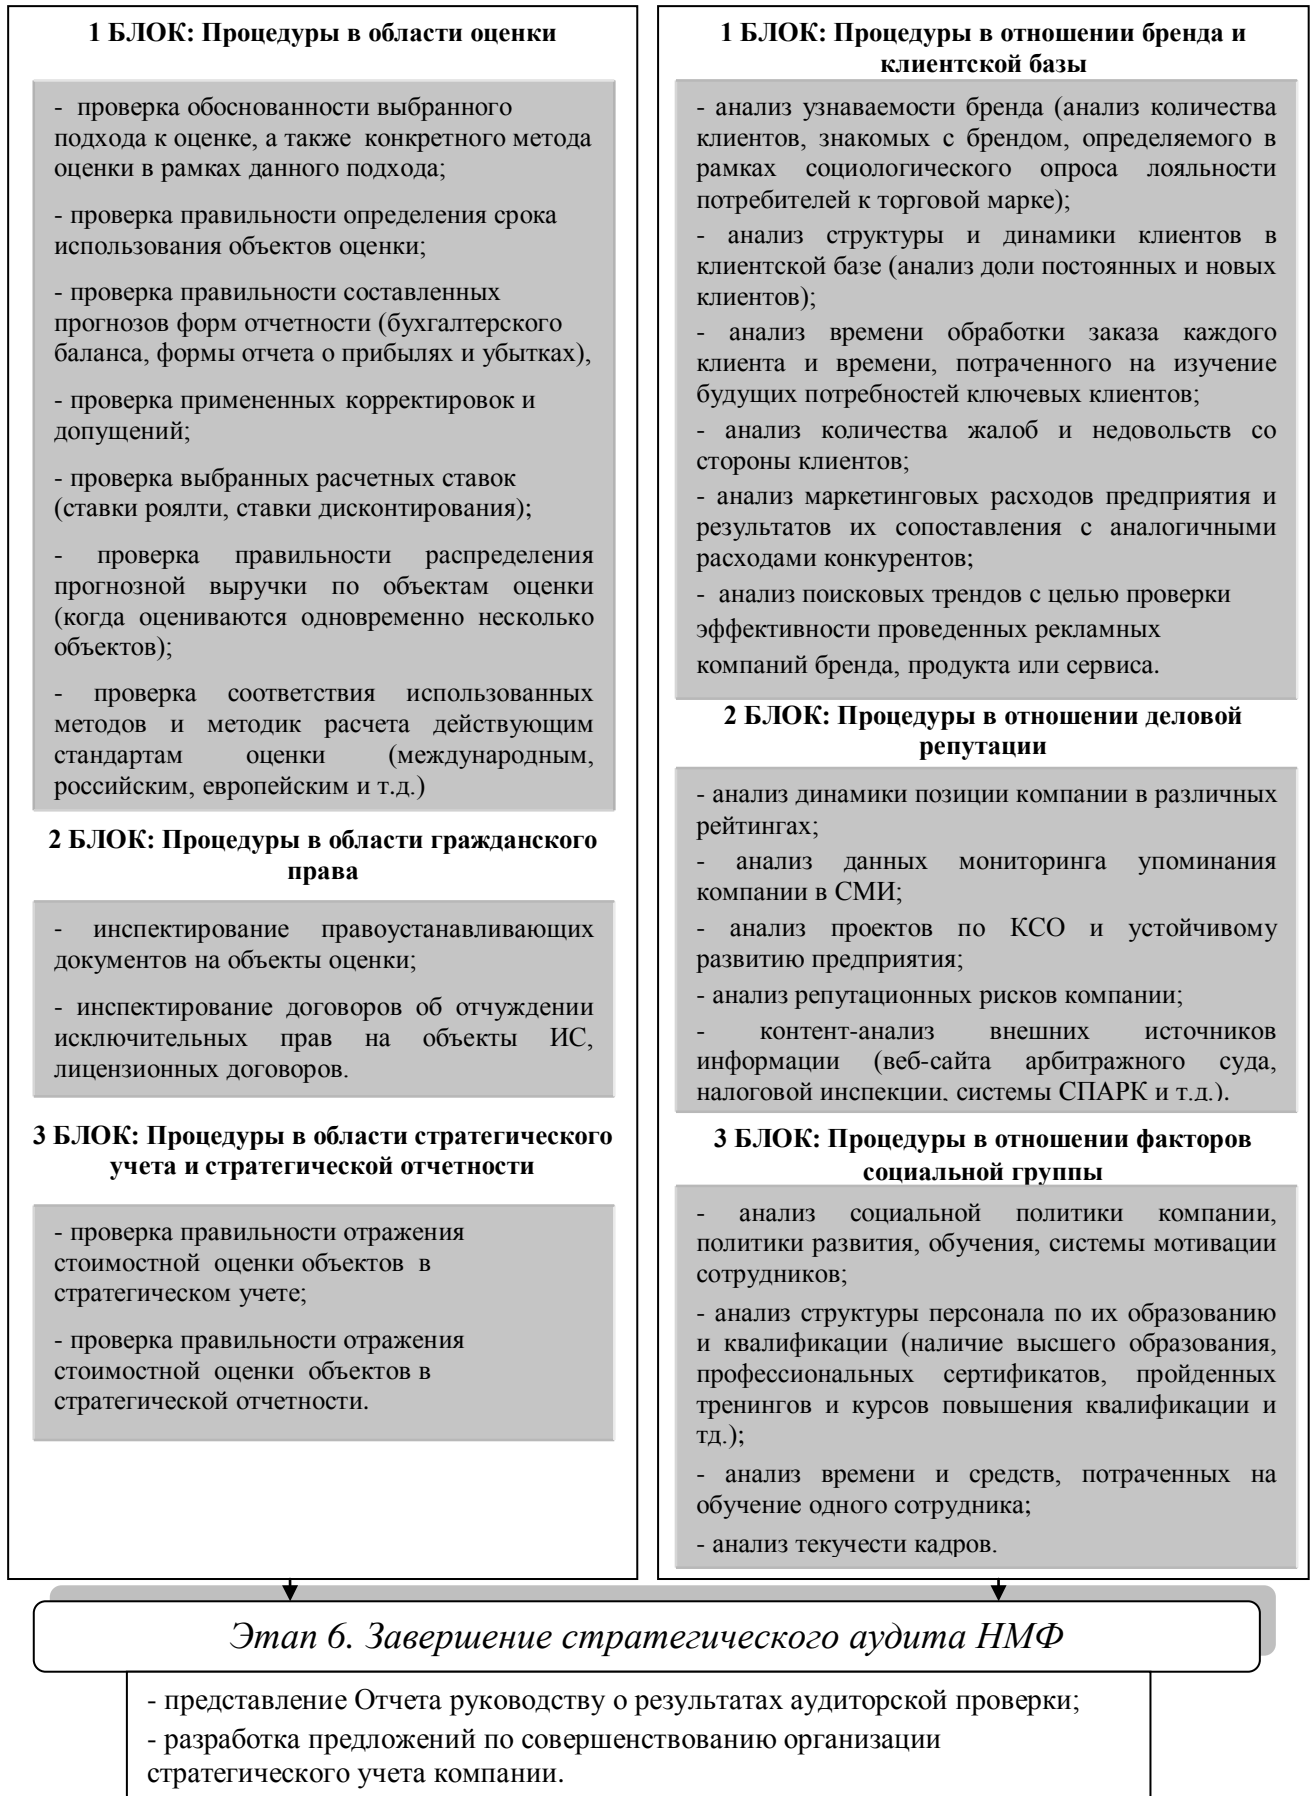 1 БЛОК: Процедуры в области оценки
- проверка обоснованности выбранного
подхода к оценке, а также конкретного метода
оценки в рамках данного подхода;
- проверка правильности определения срока
использования объектов оценки;
- проверка правильности составленных
прогнозов форм отчетности (бухгалтерского
баланса, формы отчета о прибылях и убытках),
- проверка примененных корректировок и
допущений;
- проверка выбранных расчетных ставок
(ставки роялти, ставки дисконтирования);
- проверка правильности распределения
прогнозной выручки по объектам оценки
(когда оцениваются одновременно несколько
объектов);
- проверка соответствия использованных
методов и методик расчета действующим
стандартам оценки (международным,
российским, европейским и т.д.)
2 БЛОК: Процедуры в области гражданского
права
- инспектирование правоустанавливающих
документов на объекты оценки;
- инспектирование договоров об отчуждении
исключительных прав на объекты ИС,
лицензионных договоров.
3 БЛОК: Процедуры в области стратегического
учета и стратегической отчетности
- проверка правильности отражения
стоимостной оценки объектов в
стратегическом учете;
- проверка правильности отражения
стоимостной оценки объектов в
стратегической отчетности.
1 БЛОК: Процедуры в отношении бренда и
клиентской базы
- анализ узнаваемости бренда (анализ количества
клиентов, знакомых с брендом, определяемого в
рамках социологического опроса лояльности
потребителей к торговой марке);
- анализ структуры и динамики клиентов в
клиентской базе (анализ доли постоянных и новых
клиентов);
- анализ времени обработки заказа каждого
клиента и времени, потраченного на изучение
будущих потребностей ключевых клиентов;
- анализ количества жалоб и недовольств со
стороны клиентов;
- анализ маркетинговых расходов предприятия и
результатов их сопоставления с аналогичными
расходами конкурентов;
- анализ поисковых трендов с целью проверки
эффективности проведенных рекламных
компаний бренда, продукта или сервиса.
2 БЛОК: Процедуры в отношении деловой
репутации
- анализ динамики позиции компании в различных
рейтингах;
- анализ данных мониторинга упоминания
компании в СМИ;
- анализ проектов по КСО и устойчивому
развитию предприятия;
- анализ репутационных рисков компании;
- контент-анализ внешних источников
информации (веб-сайта арбитражного суда,
налоговой инспекции, системы СПАРК и т.д.).
3 БЛОК: Процедуры в отношении факторов
социальной группы
- анализ социальной политики компании,
политики развития, обучения, системы мотивации
сотрудников;
- анализ структуры персонала по их образованию
и квалификации (наличие высшего образования,
профессиональных сертификатов, пройденных
тренингов и курсов повышения квалификации и
тд.);
- анализ времени и средств, потраченных на
обучение одного сотрудника;
- анализ текучести кадров.
Этап 6. Завершение стратегического аудита НМФ
- представление Отчета руководству о результатах аудиторской проверки;
- разработка предложений по совершенствованию организации
стратегического учета компании.